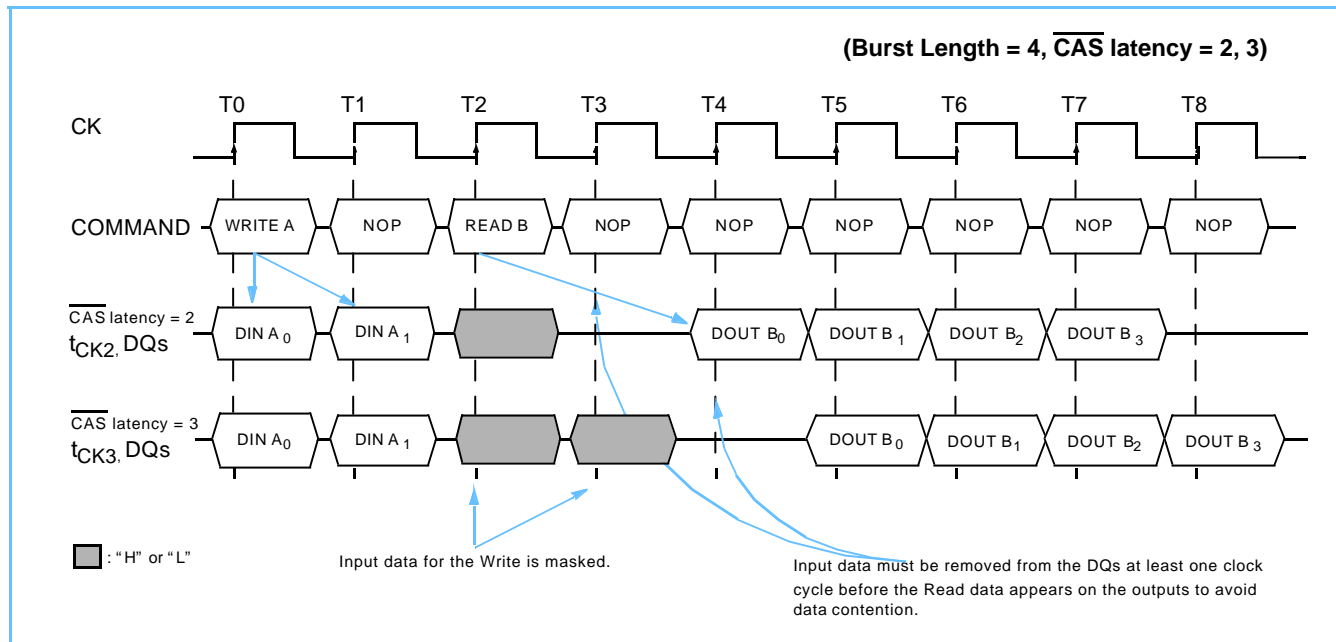 (Burst Length = 4, CAS latency = 2, 3)
T0 T1 T2 T3 T4 T5 T6 T7 T8
CK
COMMAND WRITE A NOP READ B NOP NOP NOP NOP NOP NOP
CAS latency = 2
tCK2, DQs DIN A0 DIN A1 DOUT B0 DOUT B1 DOUT B2 DOUT B3
CAS latency = 3
tCK3, DQs DIN A0 DIN A1 DOUT B0 DOUT B1 DOUT B2 DOUT B3
: "H" or "L"
Input data for the Write is masked.
Input data must be removed from the DQs at least one clock
cycle before the Read data appears on the outputs to avoid
data contention.